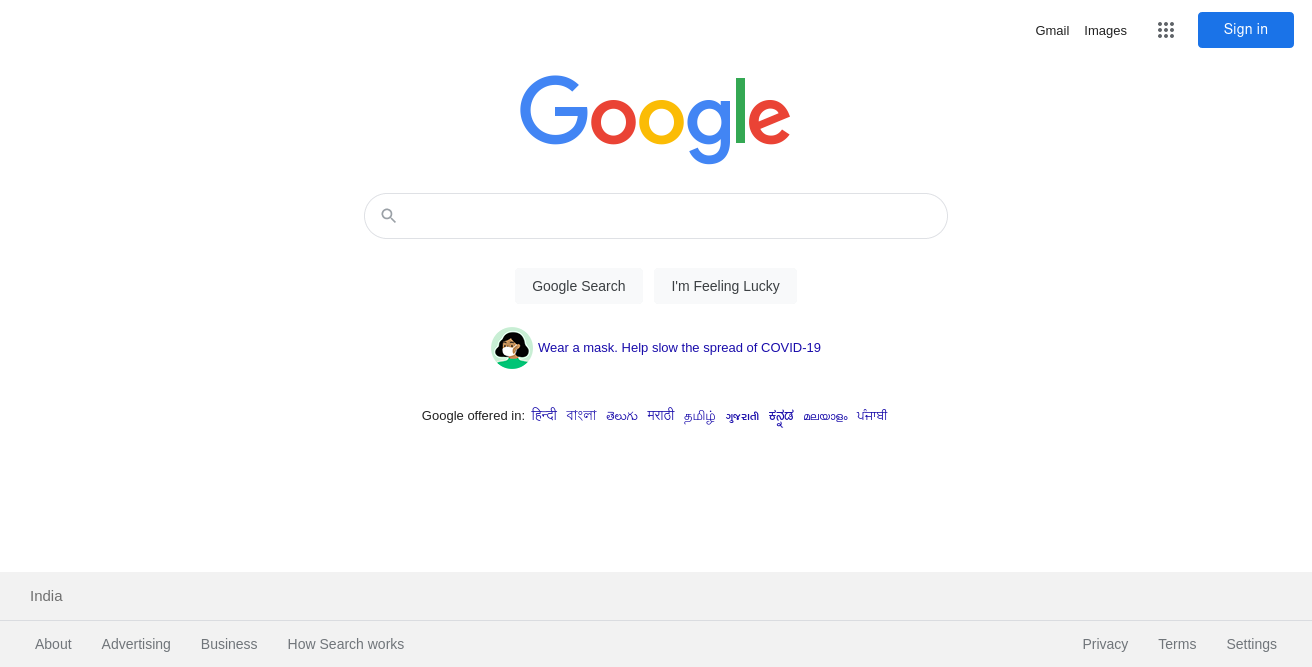 Gmail Images Sign in
Google
Google Search I'm Feeling Lucky
Wear a mask. Help slow the spread of COVID-19
Google offered in: हिन्दी বাংলা తెలుగు मराठी தமிழ் ગુજરાતી ಕನ್ನಡ മലയാളം ਪੰਜਾਬੀ
India
About Advertising Business How Search works Privacy Terms Settings